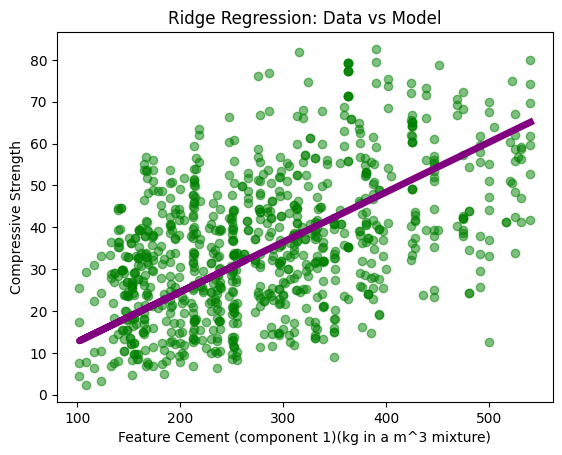 Ridge Regression: Data vs Model
Compressive Strength
80
70
60
50
40
30
20
10
0
100 200 300 400 500
Feature Cement (component 1)(kg in a m^3 mixture)